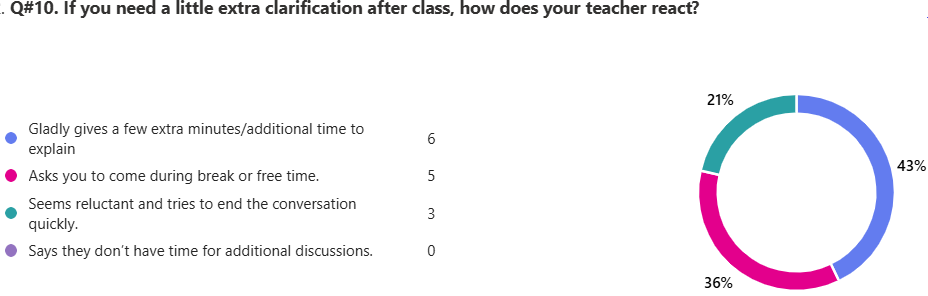 . Q#10. If you need a little extra clarification after class, how does your teacher react?
Gladly gives a few extra minutes/additional time to
explain
6
Asks you to come during break or free time.
5
Seems reluctant and tries to end the conversation
quickly.
3
Says they don't have time for additional discussions.
0
21%
43%
36%